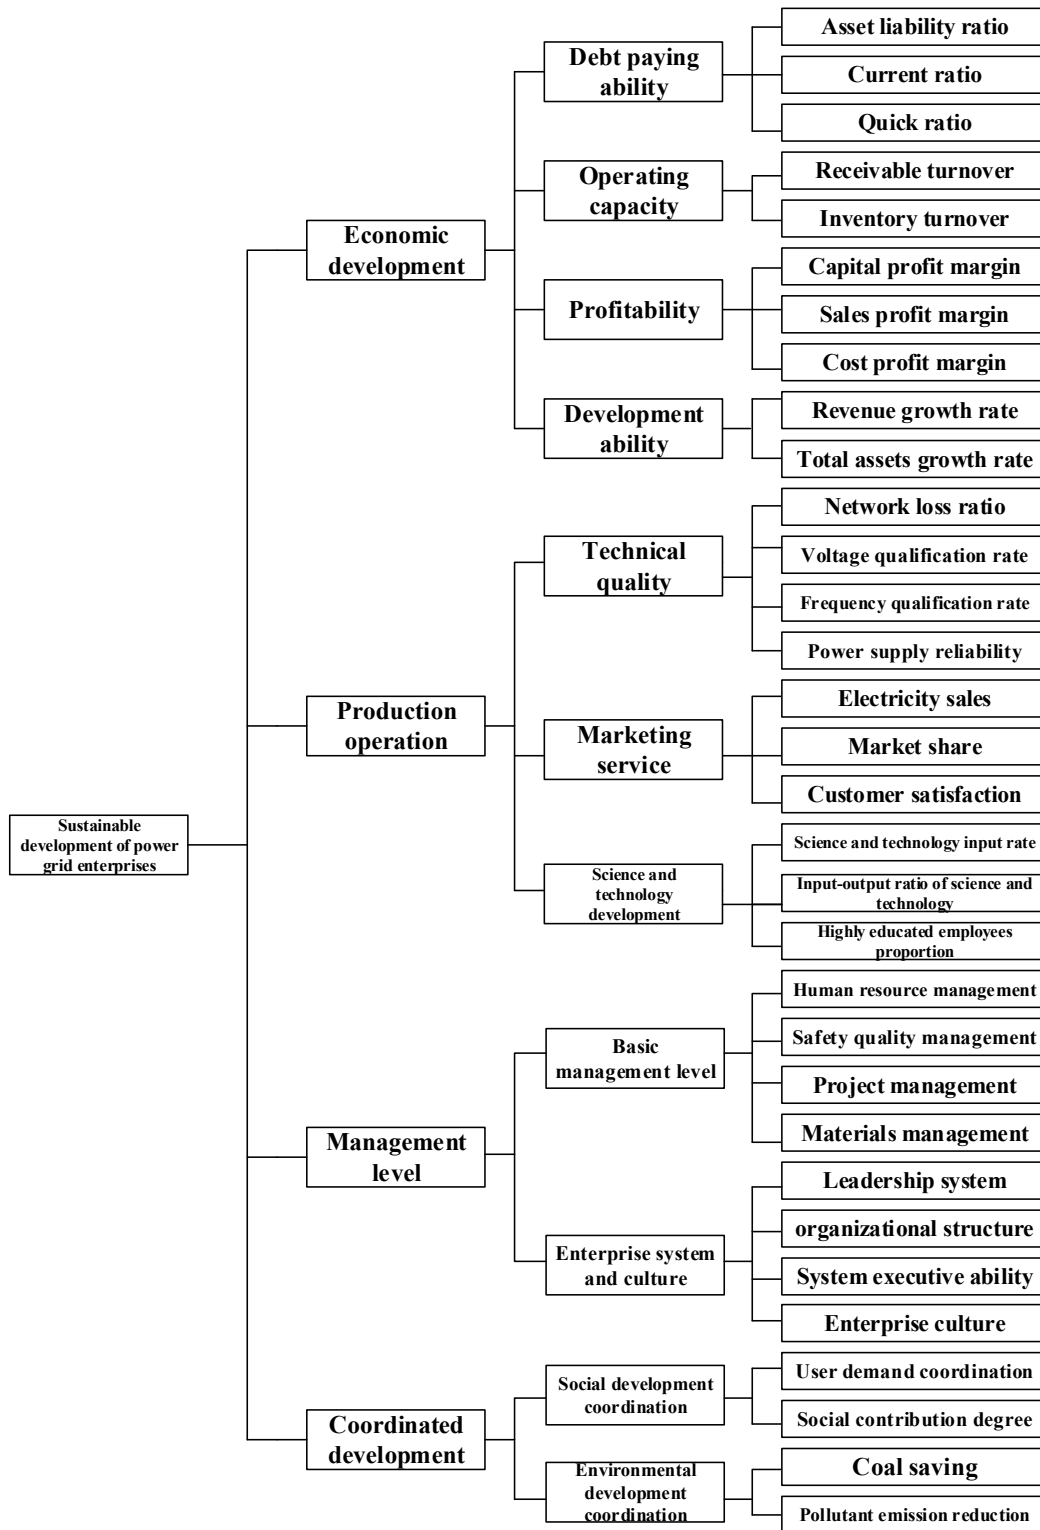 Sustainable
development of power
grid enterprises
Economic
development
Debt paying
ability
Asset liability ratio
Current ratio
Quick ratio
Operating
capacity
Receivable turnover
Inventory turnover
Profitability
Capital profit margin
Sales profit margin
Cost profit margin
Development
ability
Revenue growth rate
Total assets growth rate
Production
operation
Technical
quality
Network loss ratio
Voltage qualification rate
Frequency qualification rate
Power supply reliability
Marketing
service
Electricity sales
Market share
Customer satisfaction
Science and
technology
development
Science and technology input rate
Input-output ratio of science and
technology
Highly educated employees
proportion
Management
level
Basic
management level
Human resource management
Safety quality management
Project management
Materials management
Enterprise system
and culture
Leadership system
organizational structure
System executive ability
Enterprise culture
Coordinated
development
Social development
coordination
User demand coordination
Social contribution degree
Environmental
development
coordination
Coal saving
Pollutant emission reduction